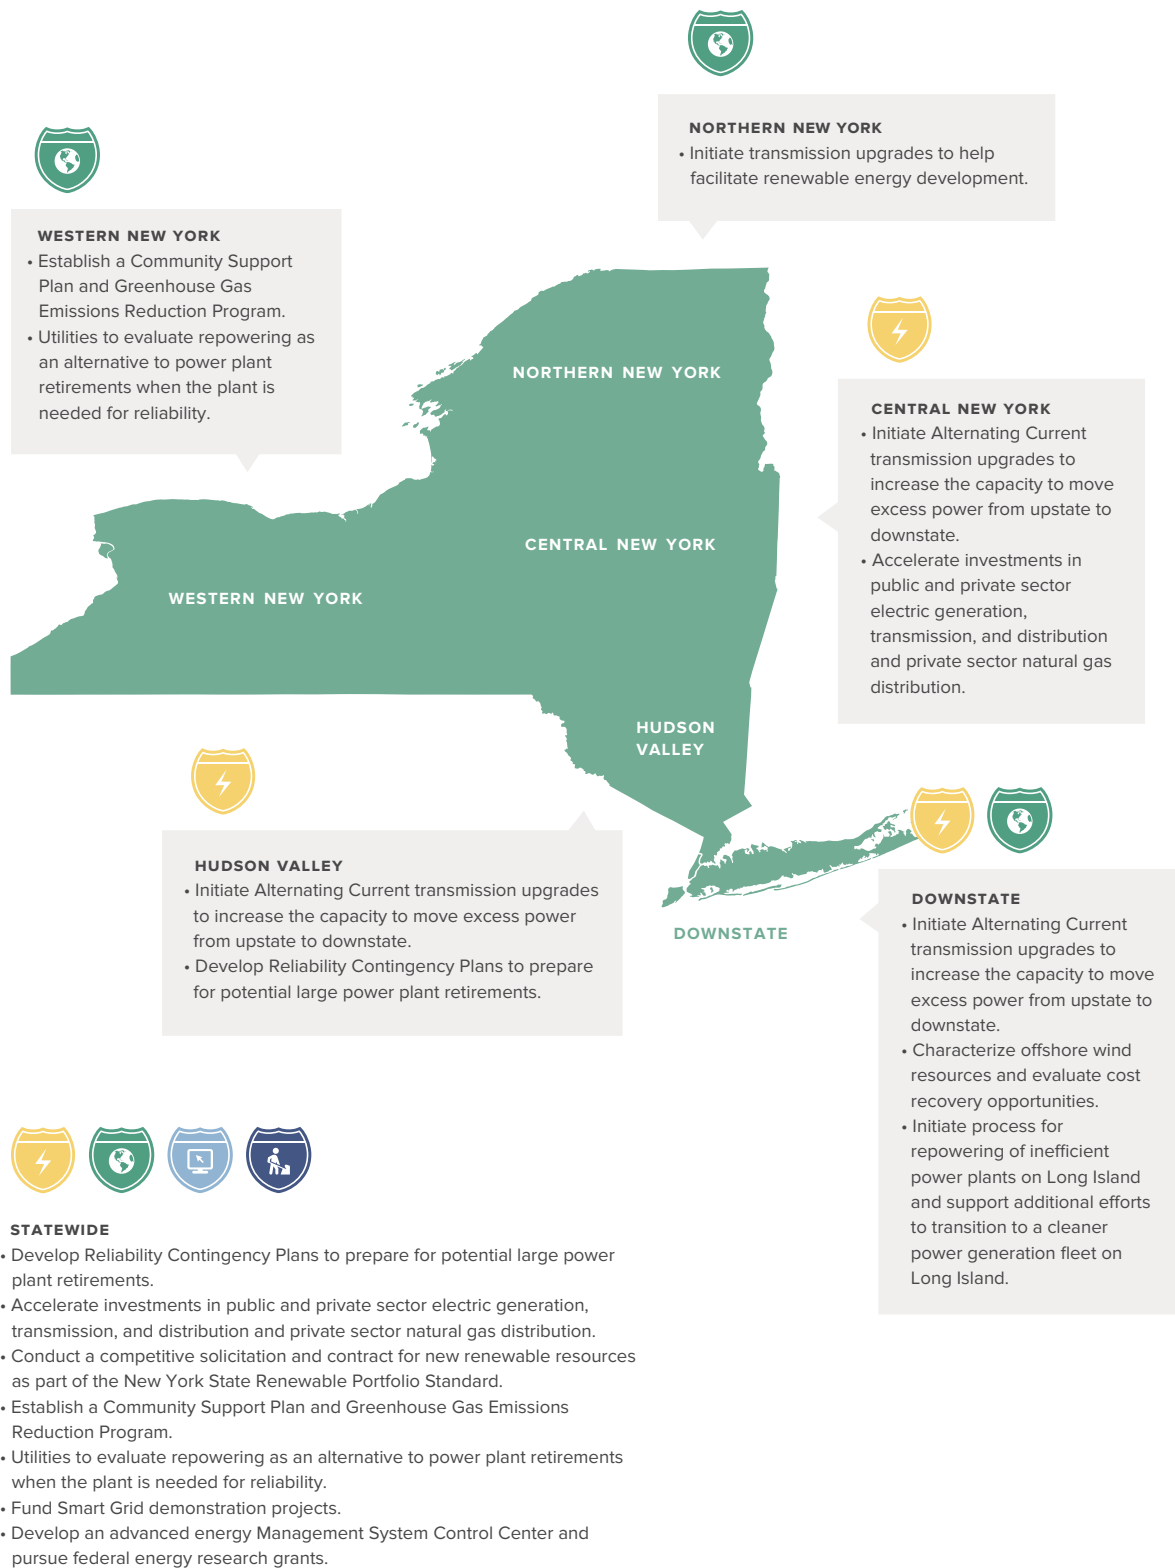 NORTHERN NEW YORK
• Initiate transmission upgrades to help
facilitate renewable energy development.
WESTERN NEW YORK
• Establish a Community Support
Plan and Greenhouse Gas
Emissions Reduction Program.
• Utilities to evaluate repowering as
an alternative to power plant
retirements when the plant is
needed for reliability.
NORTHERN NEW YORK
CENTRAL NEW YORK
• Initiate Alternating Current
transmission upgrades to
increase the capacity to move
excess power from upstate to
downstate.
• Accelerate investments in
public and private sector
electric generation,
transmission, and distribution
and private sector natural gas
distribution.
CENTRAL NEW YORK
WESTERN NEW YORK
HUDSON
VALLEY
HUDSON VALLEY
• Initiate Alternating Current transmission upgrades
to increase the capacity to move excess power
from upstate to downstate.
• Develop Reliability Contingency Plans to prepare
for potential large power plant retirements.
DOWNSTATE
DOWNSTATE
• Initiate Alternating Current
transmission upgrades to
increase the capacity to move
excess power from upstate to
downstate.
• Characterize offshore wind
resources and evaluate cost
recovery opportunities.
• Initiate process for
repowering of inefficient
power plants on Long Island
and support additional efforts
to transition to a cleaner
power generation fleet on
Long Island.
STATEWIDE
• Develop Reliability Contingency Plans to prepare for potential large power
plant retirements.
• Accelerate investments in public and private sector electric generation,
transmission, and distribution and private sector natural gas distribution.
• Conduct a competitive solicitation and contract for new renewable resources
as part of the New York State Renewable Portfolio Standard.
• Establish a Community Support Plan and Greenhouse Gas Emissions
Reduction Program.
• Utilities to evaluate repowering as an alternative to power plant retirements
when the plant is needed for reliability.
• Fund Smart Grid demonstration projects.
• Develop an advanced energy Management System Control Center and
pursue federal energy research grants.